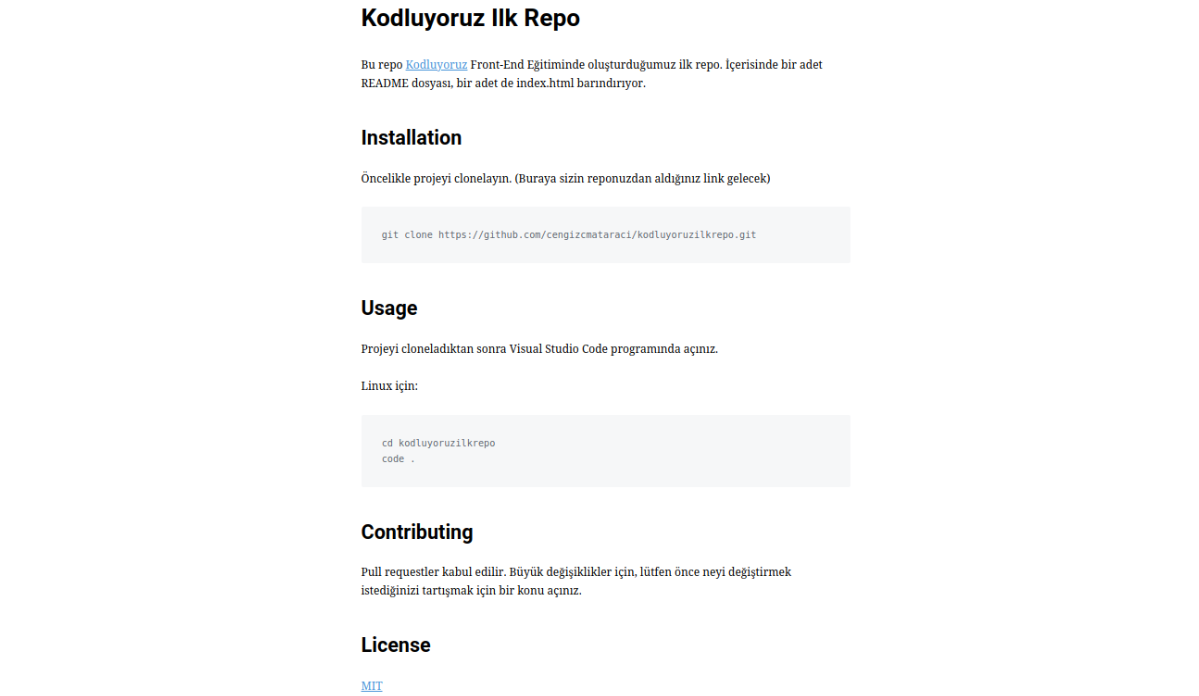 Kodluyoruz Ilk Repo
Bu repo Kodluyoruz Front-End Eğitiminde oluşturduğumuz ilk repo. İçerisinde bir adet
README dosyası, bir adet de index.html barındırıyor.
Installation
Öncelikle projeyi clonelayın. (Buraya sizin reponuzdan aldığınız link gelecek)
git clone https://github.com/cengizcmataraci/kodluyoruzilkrepo.git
Usage
Projeyi cloneladıktan sonra Visual Studio Code programında açınız.
Linux için:
cd kodluyoruzilkrepo
code .
Contributing
Pull requestler kabul edilir. Büyük değişiklikler için, lütfen önce neyi değiştirmek
istediğinizi tartışmak için bir konu açınız.
License
MIT